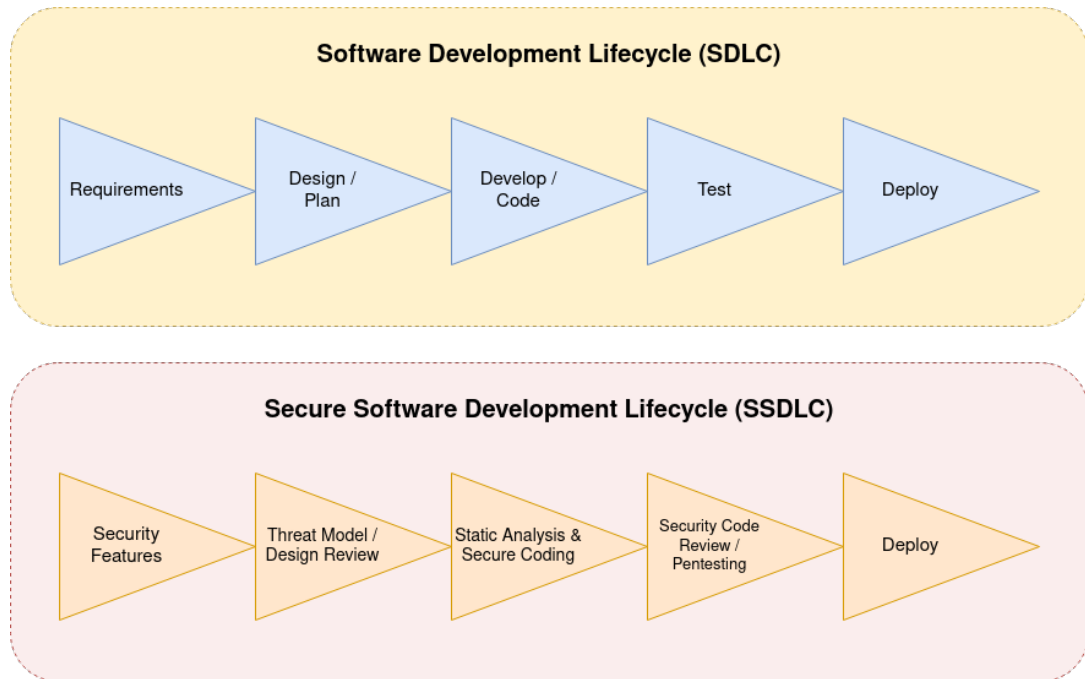 Software Development Lifecycle (SDLC)
Requirements
Design /
Plan
Develop /
Code
Test
Deploy
Secure Software Development Lifecycle (SSDLC)
Security
Features
Threat Model /
Design Review
Static Analysis &
Secure Coding
Security Code
Review /
Pentesting
Deploy